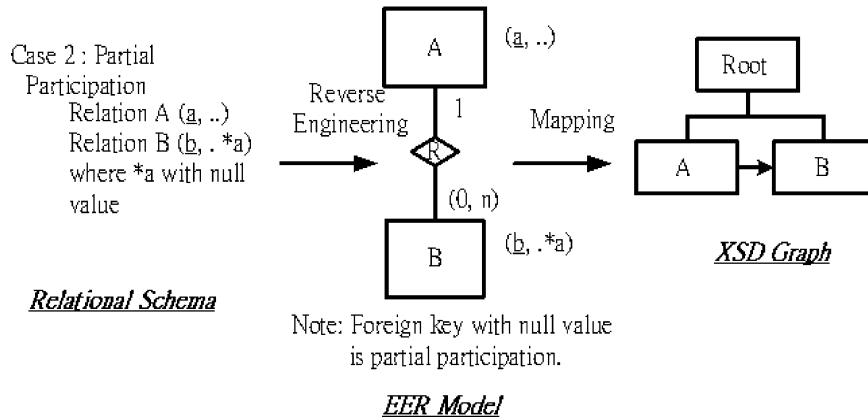 Case 2 : Partial
Participation
Relation A (a, ..)
Relation B (b, . *a)
where *a with null
value
Relational Schema
Reverse
Engineering
A
(a, ..)
1
R
(0, n)
B
(b, .*a)
Note: Foreign key with null value
is partial participation.
EER Model
Mapping
Root
A
B
XSD Graph